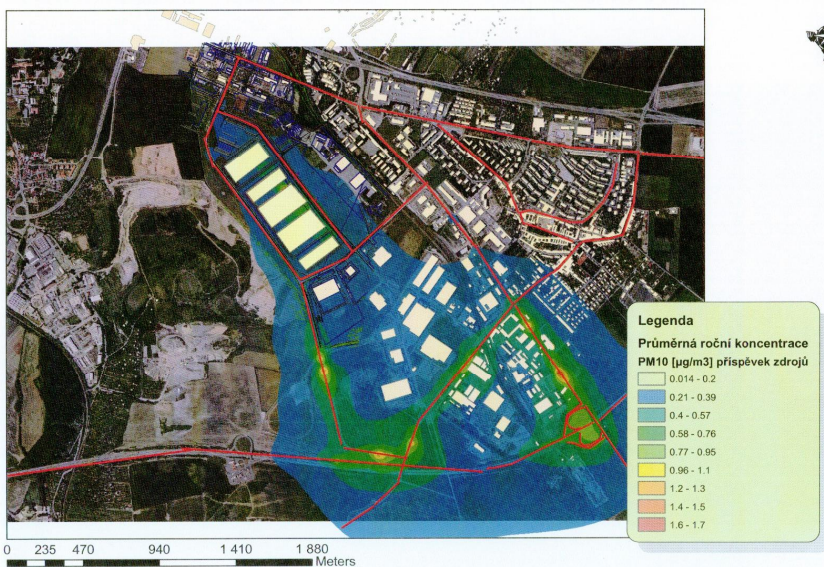 Legenda
Průměrná roční koncentrace
PM10 [µg/m3] příspěvek zdrojů
0.014 - 0.2
0.21 - 0.39
0.4 - 0.57
0.58 - 0.76
0.77 - 0.95
0.96 - 1.1
1.2 - 1.3
1.4 - 1.5
1.6 - 1.7
0 235 470 940 1 410 1 880
Meters